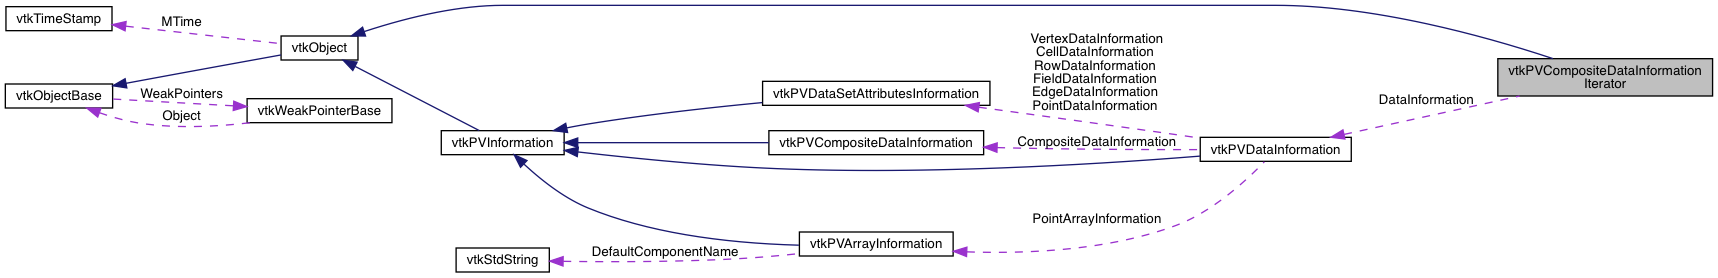 vtkTimeStamp
MTime
vtkObject
vtkObjectBase
WeakPointers
Object
vtkWeakPointerBase
vtkPVInformation
vtkPVDataSetAttributesInformation
VertexDataInformation
CellDataInformation
RowDataInformation
FieldDataInformation
EdgeDataInformation
PointDataInformation
vtkPVCompositeDataInformation
Iterator
DataInformation
vtkPVCompositeDataInformation
CompositeDataInformation
vtkPVDataInformation
PointArrayInformation
vtkPVArrayInformation
DefaultComponentName
vtkStdString